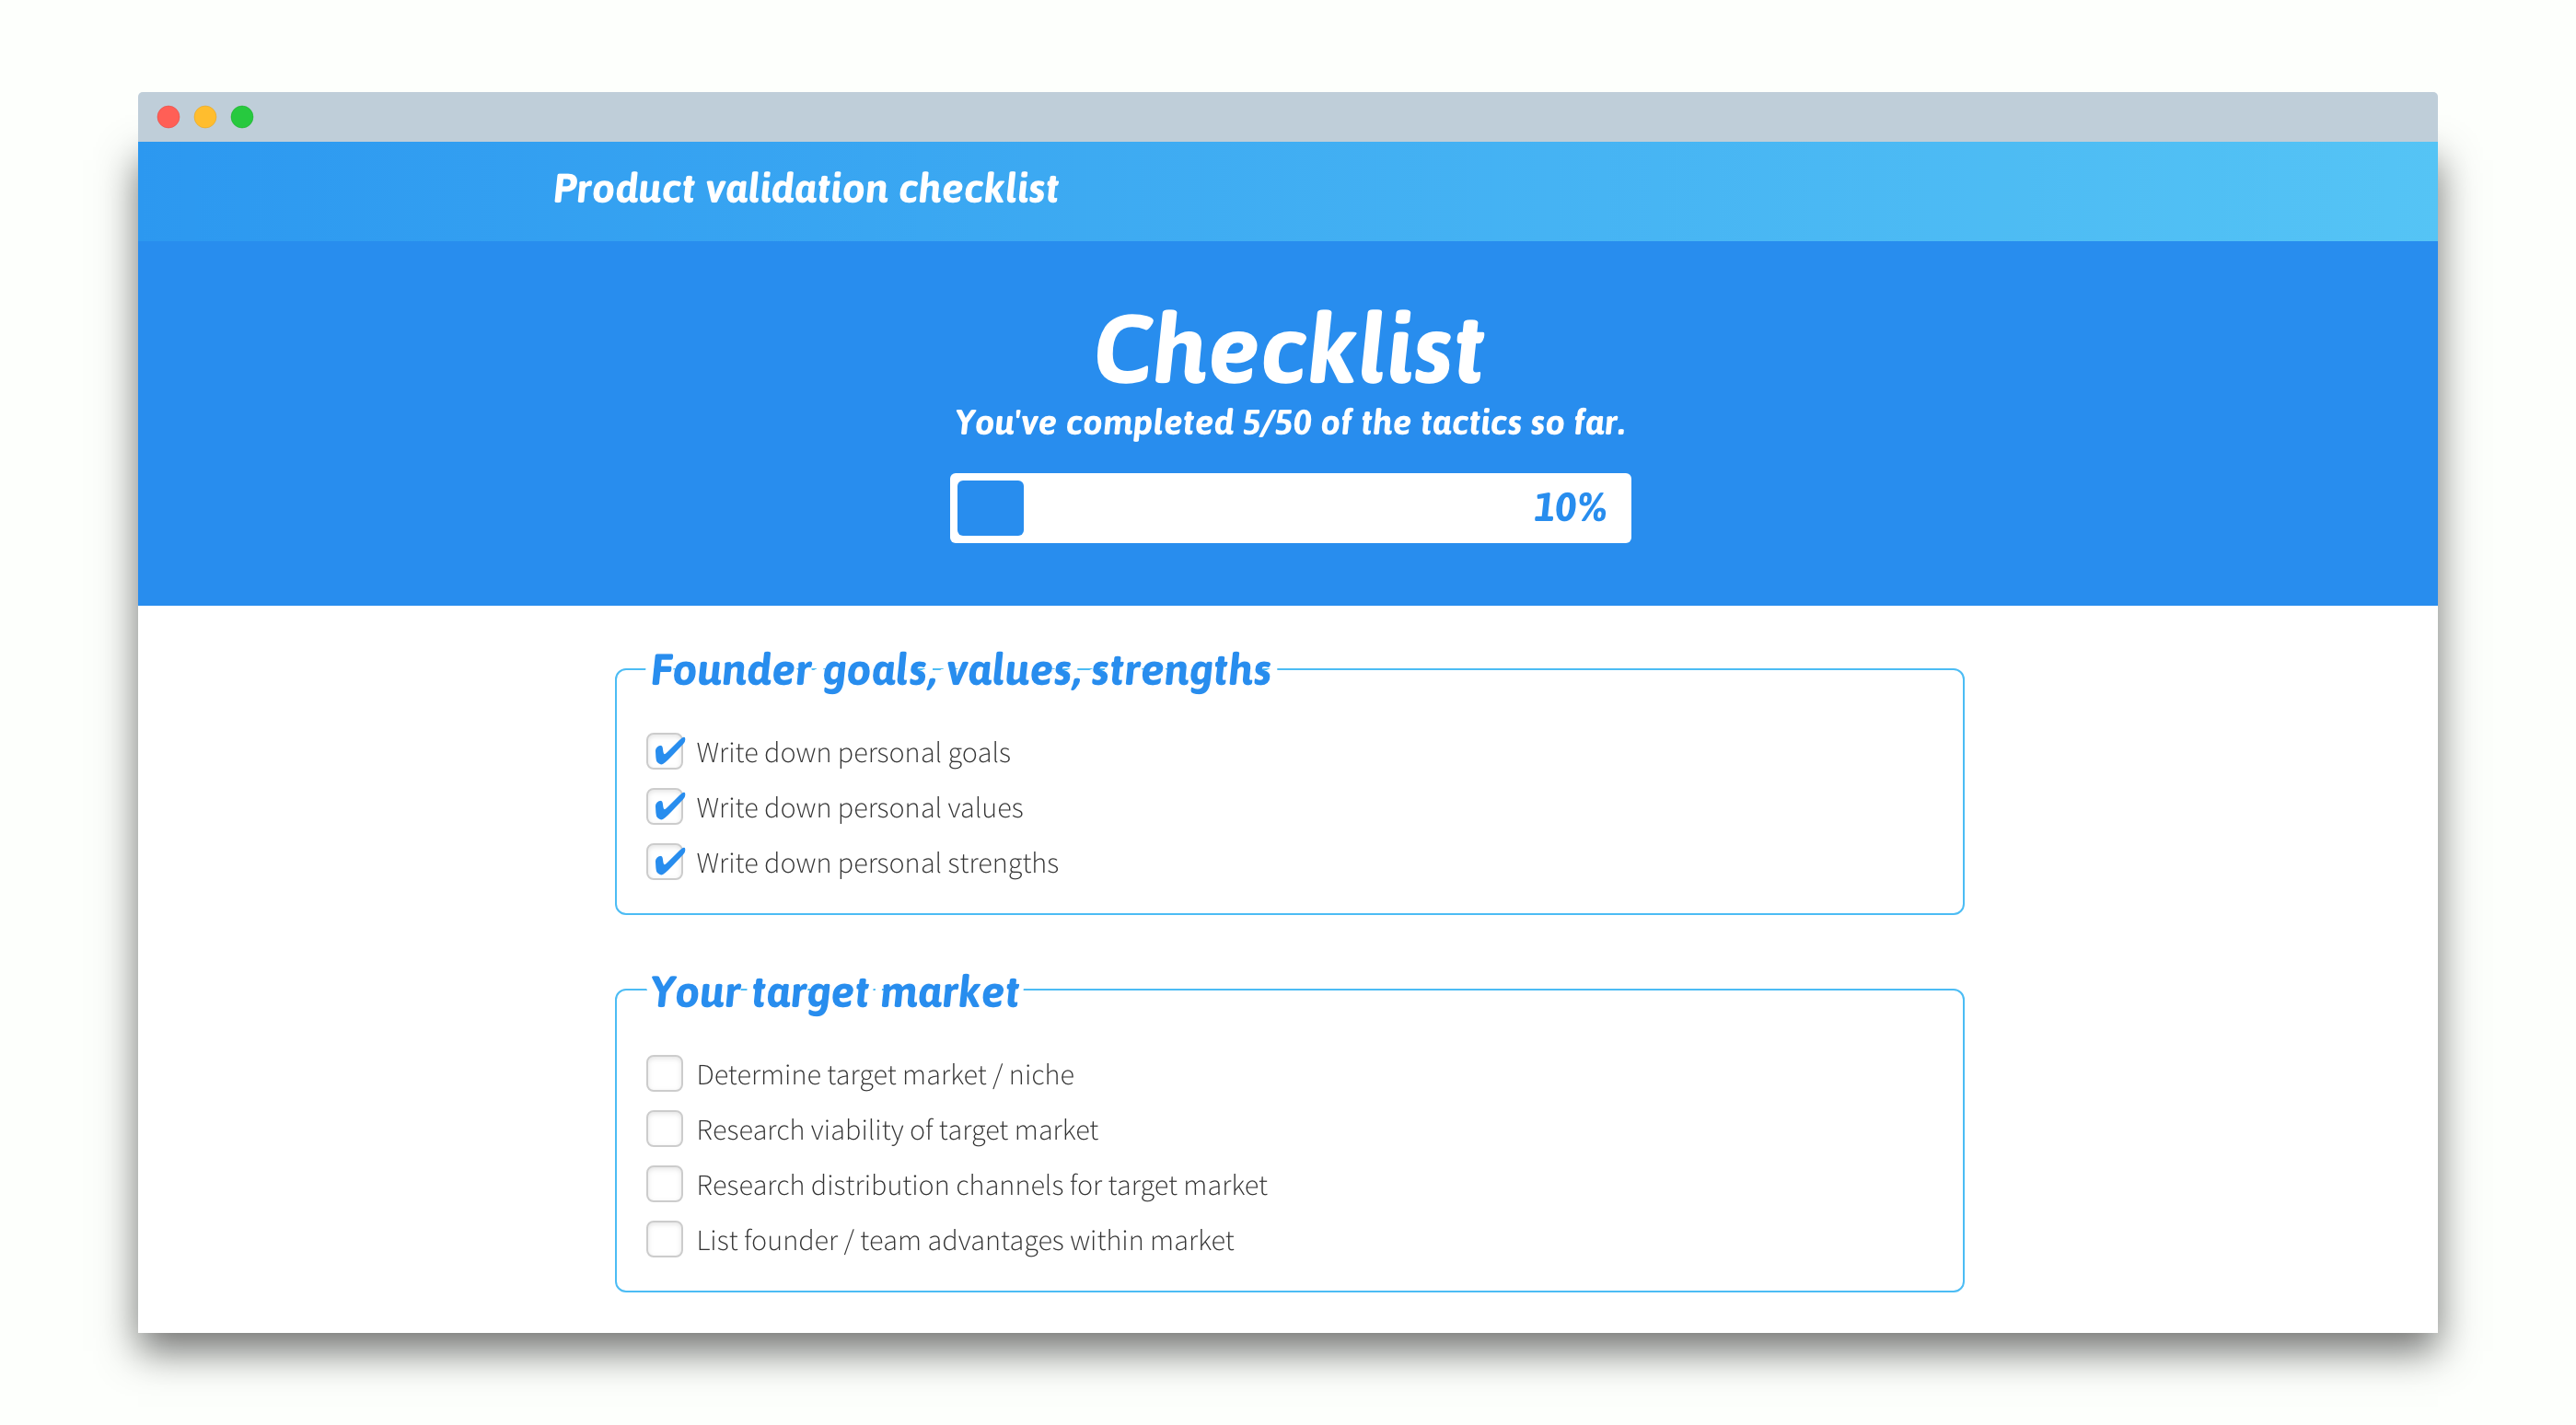 Product validation checklist
Checklist
You've completed 5/50 of the tactics so far.
10%
Founder goals, values, strengths
Write down personal goals
Write down personal values
Write down personal strengths
Your target market
Determine target market / niche
Research viability of target market
Research distribution channels for target market
List founder / team advantages within market